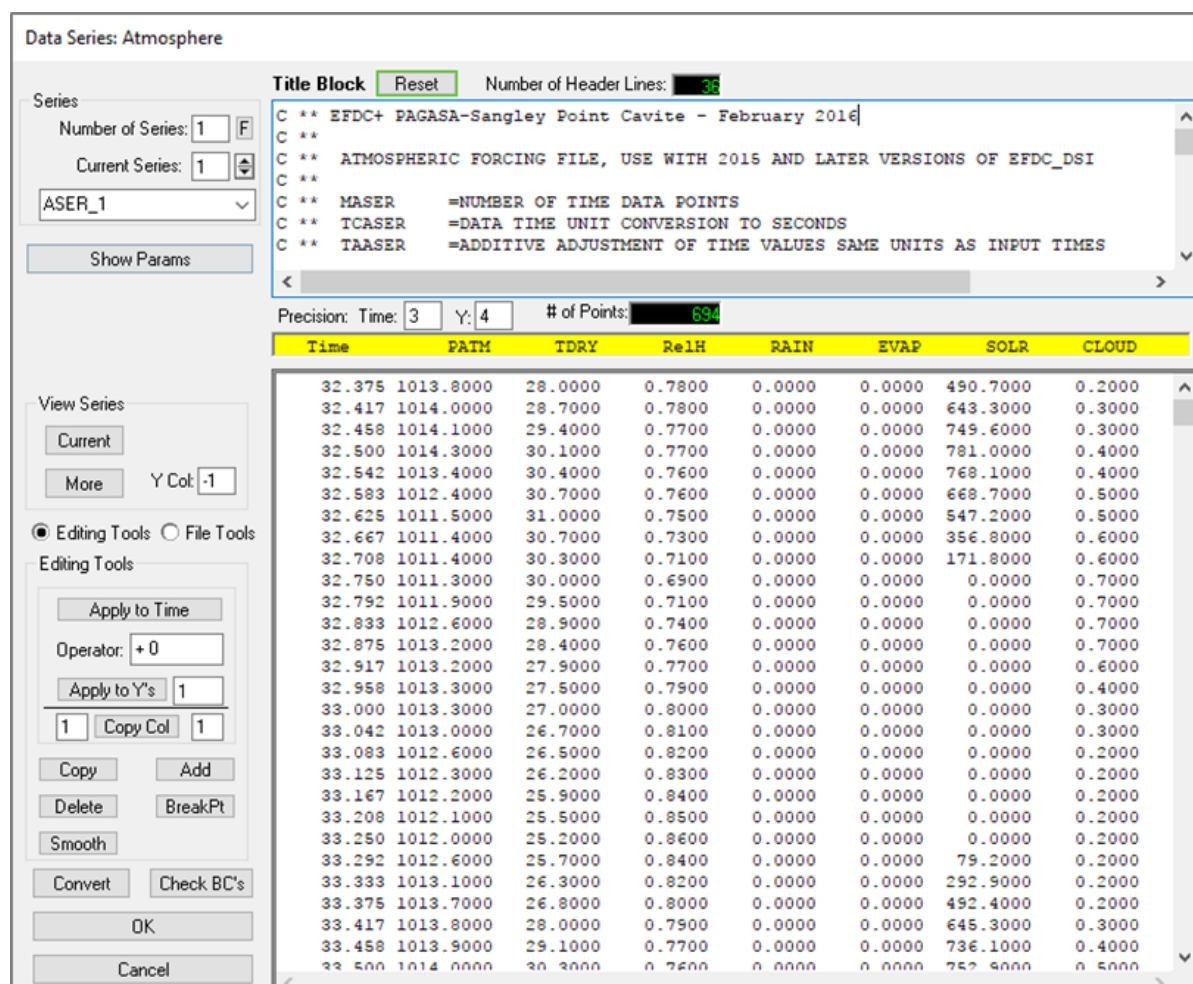 Data Series: Atmosphere
Title Block Reset Number of Header Lines: 36
Series
Number of Series: 1 F
Current Series: 1
ASER_1
Show Params
C ** EFDC+ PAGASA-Sangley Point Cavite - February 2016
C **
C ** ATMOSPHERIC FORCING FILE, USE WITH 2015 AND LATER VERSIONS OF EFDC_DSI
C **
C ** MASER =NUMBER OF TIME DATA POINTS
C ** TCASER =DATA TIME UNIT CONVERSION TO SECONDS
C ** TAASER =ADDITIVE ADJUSTMENT OF TIME VALUES SAME UNITS AS INPUT TIMES
Precision: Time: 3 Y: 4 # of Points: 694
Time PATM TDRY RelH RAIN EVAP SOLR CLOUD
32.375 1013.8000 28.0000 0.7800 0.0000 0.0000 490.7000 0.2000
32.417 1014.0000 28.7000 0.7800 0.0000 0.0000 643.3000 0.3000
32.458 1014.1000 29.4000 0.7700 0.0000 0.0000 749.6000 0.3000
32.500 1014.3000 30.1000 0.7700 0.0000 0.0000 781.0000 0.4000
32.542 1013.4000 30.4000 0.7600 0.0000 0.0000 768.1000 0.4000
32.583 1012.4000 30.7000 0.7600 0.0000 0.0000 668.7000 0.5000
32.625 1011.5000 31.0000 0.7500 0.0000 0.0000 547.2000 0.5000
32.667 1011.4000 30.7000 0.7300 0.0000 0.0000 356.8000 0.6000
32.708 1011.4000 30.3000 0.7100 0.0000 0.0000 171.8000 0.6000
32.750 1011.3000 30.0000 0.6900 0.0000 0.0000 0.0000 0.7000
32.792 1011.9000 29.5000 0.7100 0.0000 0.0000 0.0000 0.7000
32.833 1012.6000 28.9000 0.7400 0.0000 0.0000 0.0000 0.7000
32.875 1013.2000 28.4000 0.7600 0.0000 0.0000 0.0000 0.7000
32.917 1013.2000 27.9000 0.7700 0.0000 0.0000 0.0000 0.6000
32.958 1013.3000 27.5000 0.7900 0.0000 0.0000 0.0000 0.4000
33.000 1013.3000 27.0000 0.8000 0.0000 0.0000 0.0000 0.3000
33.042 1013.0000 26.7000 0.8100 0.0000 0.0000 0.0000 0.3000
33.083 1012.6000 26.5000 0.8200 0.0000 0.0000 0.0000 0.2000
33.125 1012.3000 26.2000 0.8300 0.0000 0.0000 0.0000 0.2000
33.167 1012.2000 25.9000 0.8400 0.0000 0.0000 0.0000 0.2000
33.208 1012.1000 25.5000 0.8500 0.0000 0.0000 0.0000 0.2000
33.250 1012.0000 25.2000 0.8600 0.0000 0.0000 0.0000 0.2000
33.292 1012.6000 25.7000 0.8400 0.0000 0.0000 79.2000 0.2000
33.333 1013.1000 26.3000 0.8200 0.0000 0.0000 292.9000 0.2000
33.375 1013.7000 26.8000 0.8000 0.0000 0.0000 492.4000 0.2000
33.417 1013.8000 28.0000 0.7900 0.0000 0.0000 645.3000 0.3000
33.458 1013.9000 29.1000 0.7700 0.0000 0.0000 736.1000 0.4000
33.500 1014.0000 30.3000 0.7600 0.0000 0.0000 752.9000 0.5000
View Series
Current
More Y Col: -1
Editing Tools File Tools
Editing Tools
Apply to Time
Operator: + 0
Apply to Y's 1
1 Copy Col 1
Copy Add
Delete BreakPt
Smooth
Convert Check BC's
OK
Cancel